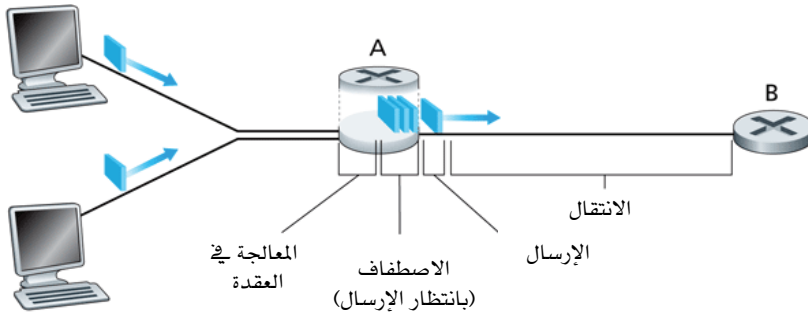 A
B
الانتقال
الإرسال
المعالجة في
العقدة
الاصطفاف
(بانتظار الإرسال)